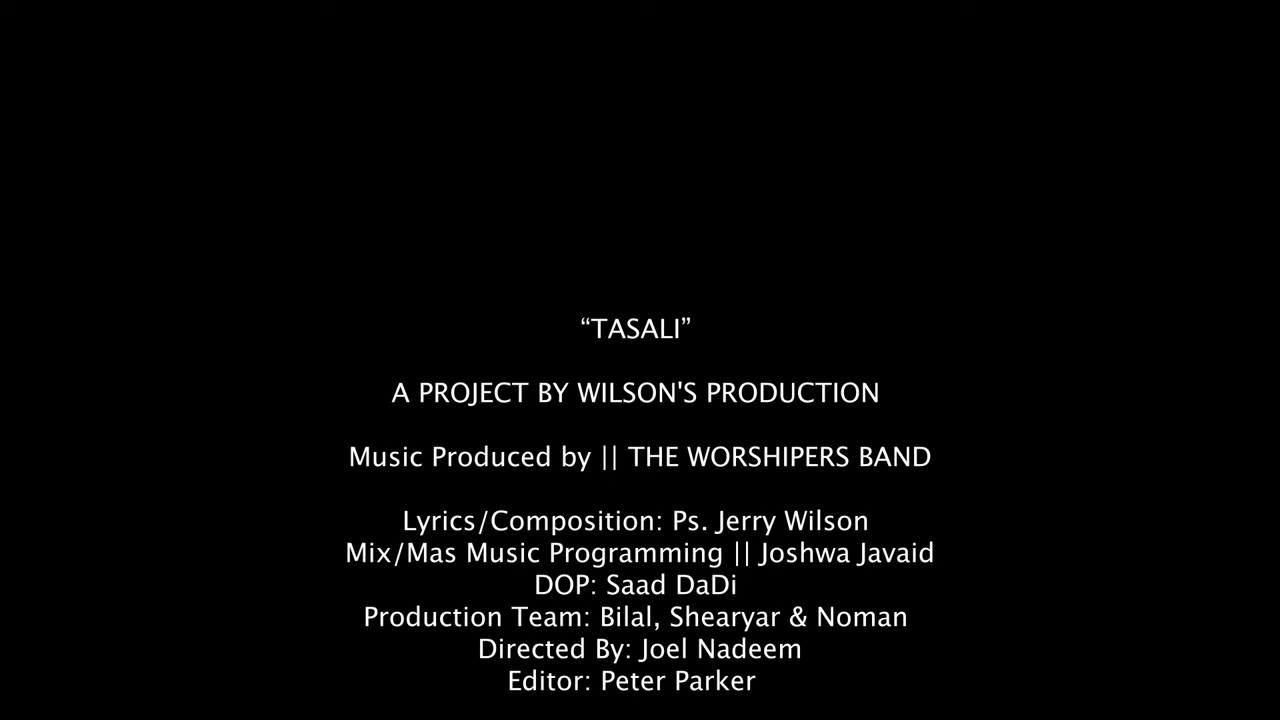 “TASALI”
A PROJECT BY WILSON'S PRODUCTION
Music Produced by || THE WORSHIPERS BAND
Lyrics/Composition: Ps. Jerry Wilson
Mix/Mas Music Programming || Joshwa Javaid
DOP: Saad DaDi
Production Team: Bilal, Shearyar & Noman
Directed By: Joel Nadeem
Editor: Peter Parker